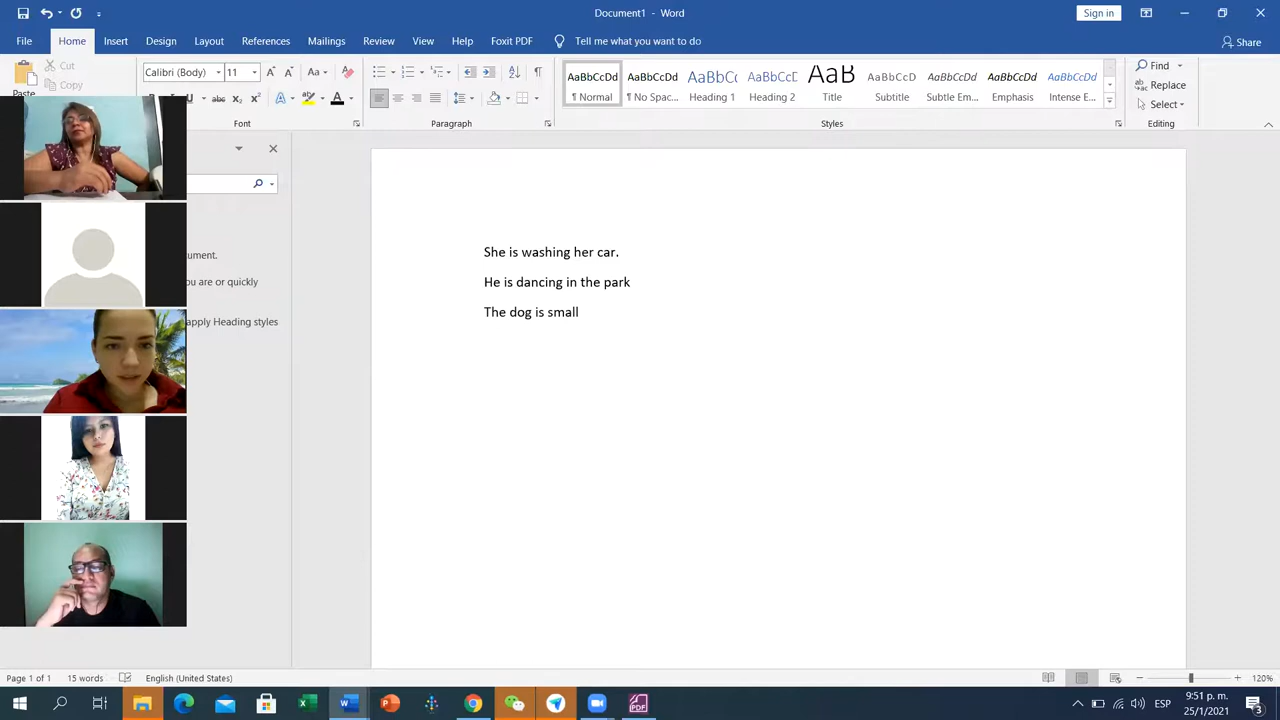 Document1 - Word
Sign in
File Home Insert Design Layout References Mailings Review View Help Foxit PDF Tell me what you want to do
Share
Cut
Calibri (Body) 11
AaBbCcDd AaBbCcDd AaBbC AaBbCcC AaB AaBbCcD AaBbCcDd AaBbCcDd AaBbCcDd
Find
Copy
Replace
Paste
¶ Normal ¶ No Spac... Heading 1 Heading 2 Title Subtitle Subtle Em... Emphasis Intense E...
Select
Font Paragraph Styles Editing
ument.
ou are or quickly
apply Heading styles
She is washing her car.
He is dancing in the park
The dog is small
Page 1 of 1 15 words English (United States)
120%
ESP
9:51 p. m.
25/1/2021
3